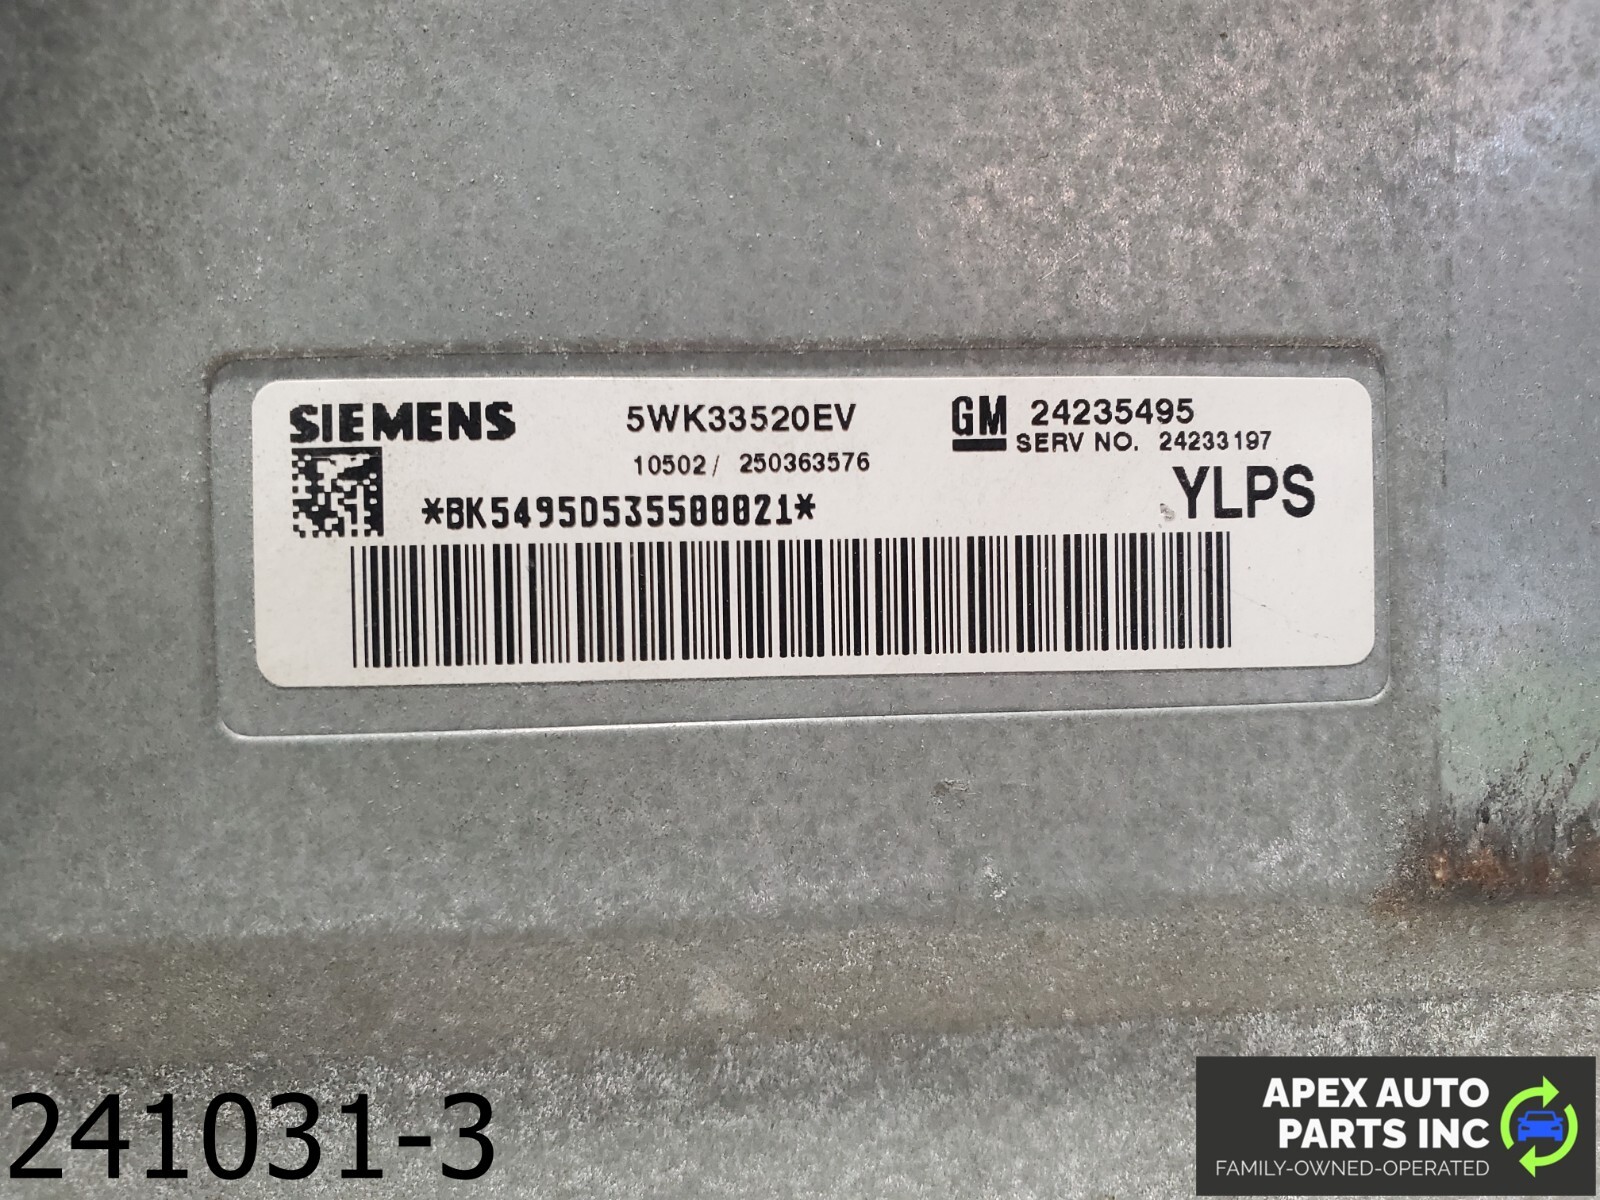 SIEMENS 5WK33520EV GM 24235495
SERV NO. 24233197
10502/ 250363576
YLPS
*BK5495D535500021*
241031-3
APEX AUTO
PARTS INC
FAMILY-OWNED-OPERATED